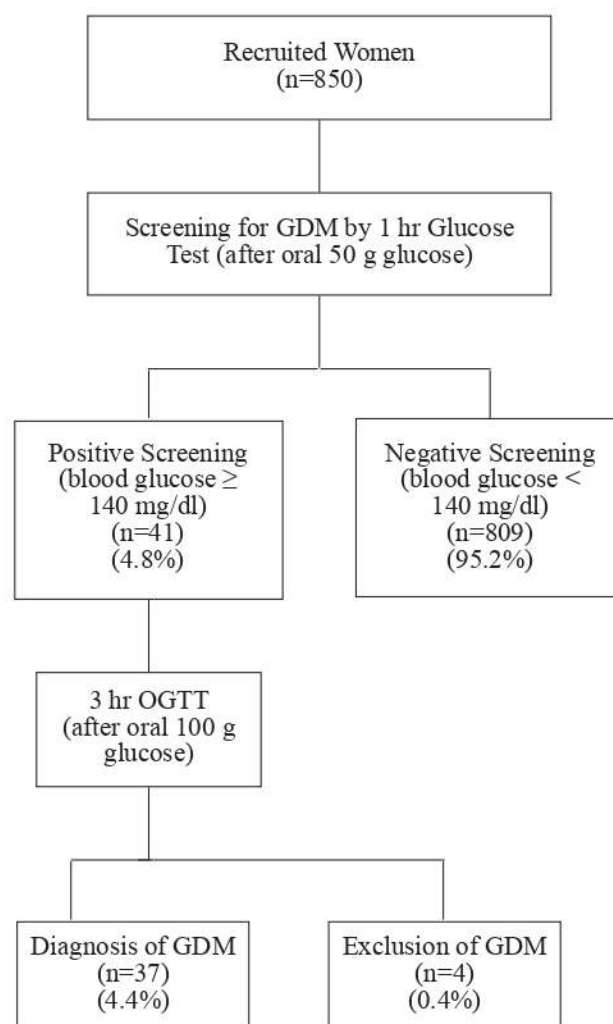 Recruited Women
(n=850)
Screening for GDM by 1 hr Glucose
Test (after oral 50 g glucose)
Positive Screening
(blood glucose ≥
140 mg/dl)
(n=41)
(4.8%)
Negative Screening
(blood glucose <
140 mg/dl)
(n=809)
(95.2%)
3 hr OGTT
(after oral 100 g
glucose)
Diagnosis of GDM
(n=37)
(4.4%)
Exclusion of GDM
(n=4)
(0.4%)